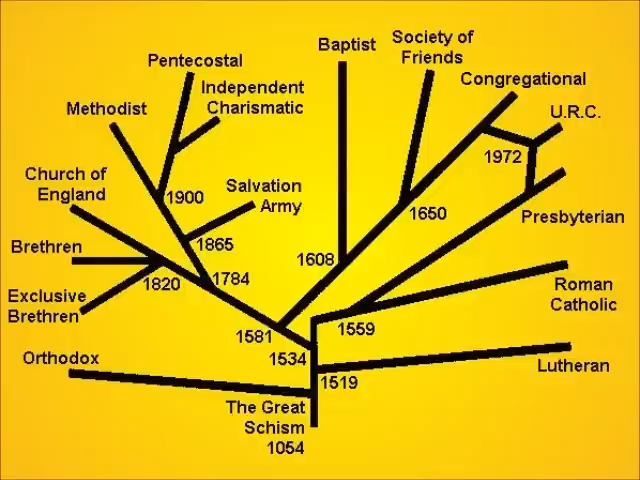 Baptist
Society of
Friends
Pentecostal
Independent
Charismatic
Congregational
Methodist
U.R.C.
1972
Church of
England
Salvation
Army
1900
1650
Presbyterian
Brethren
1865
1608
1784
1820
Exclusive
Brethren
Roman
Catholic
1559
1581
1534
Orthodox
Lutheran
1519
The Great
Schism
1054